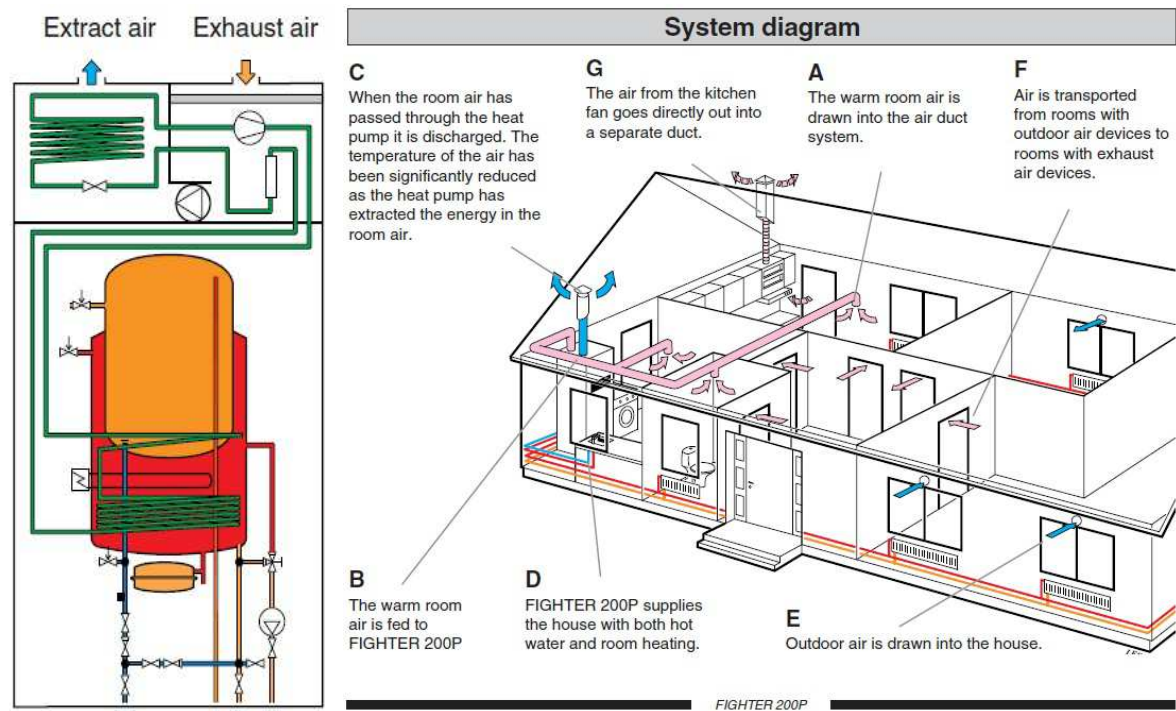 Extract air
Exhaust air
System diagram
C
When the room air has
passed through the heat
pump it is discharged. The
temperature of the air has
been significantly reduced
as the heat pump has
extracted the energy in the
room air.
G
The air from the kitchen
fan goes directly out into
a separate duct.
A
The warm room air is
drawn into the air duct
system.
F
Air is transported
from rooms with
outdoor air devices to
rooms with exhaust
air devices.
B
The warm room
air is fed to
FIGHTER 200P
D
FIGHTER 200P supplies
the house with both hot
water and room heating.
E
Outdoor air is drawn into the house.
FIGHTER 200P